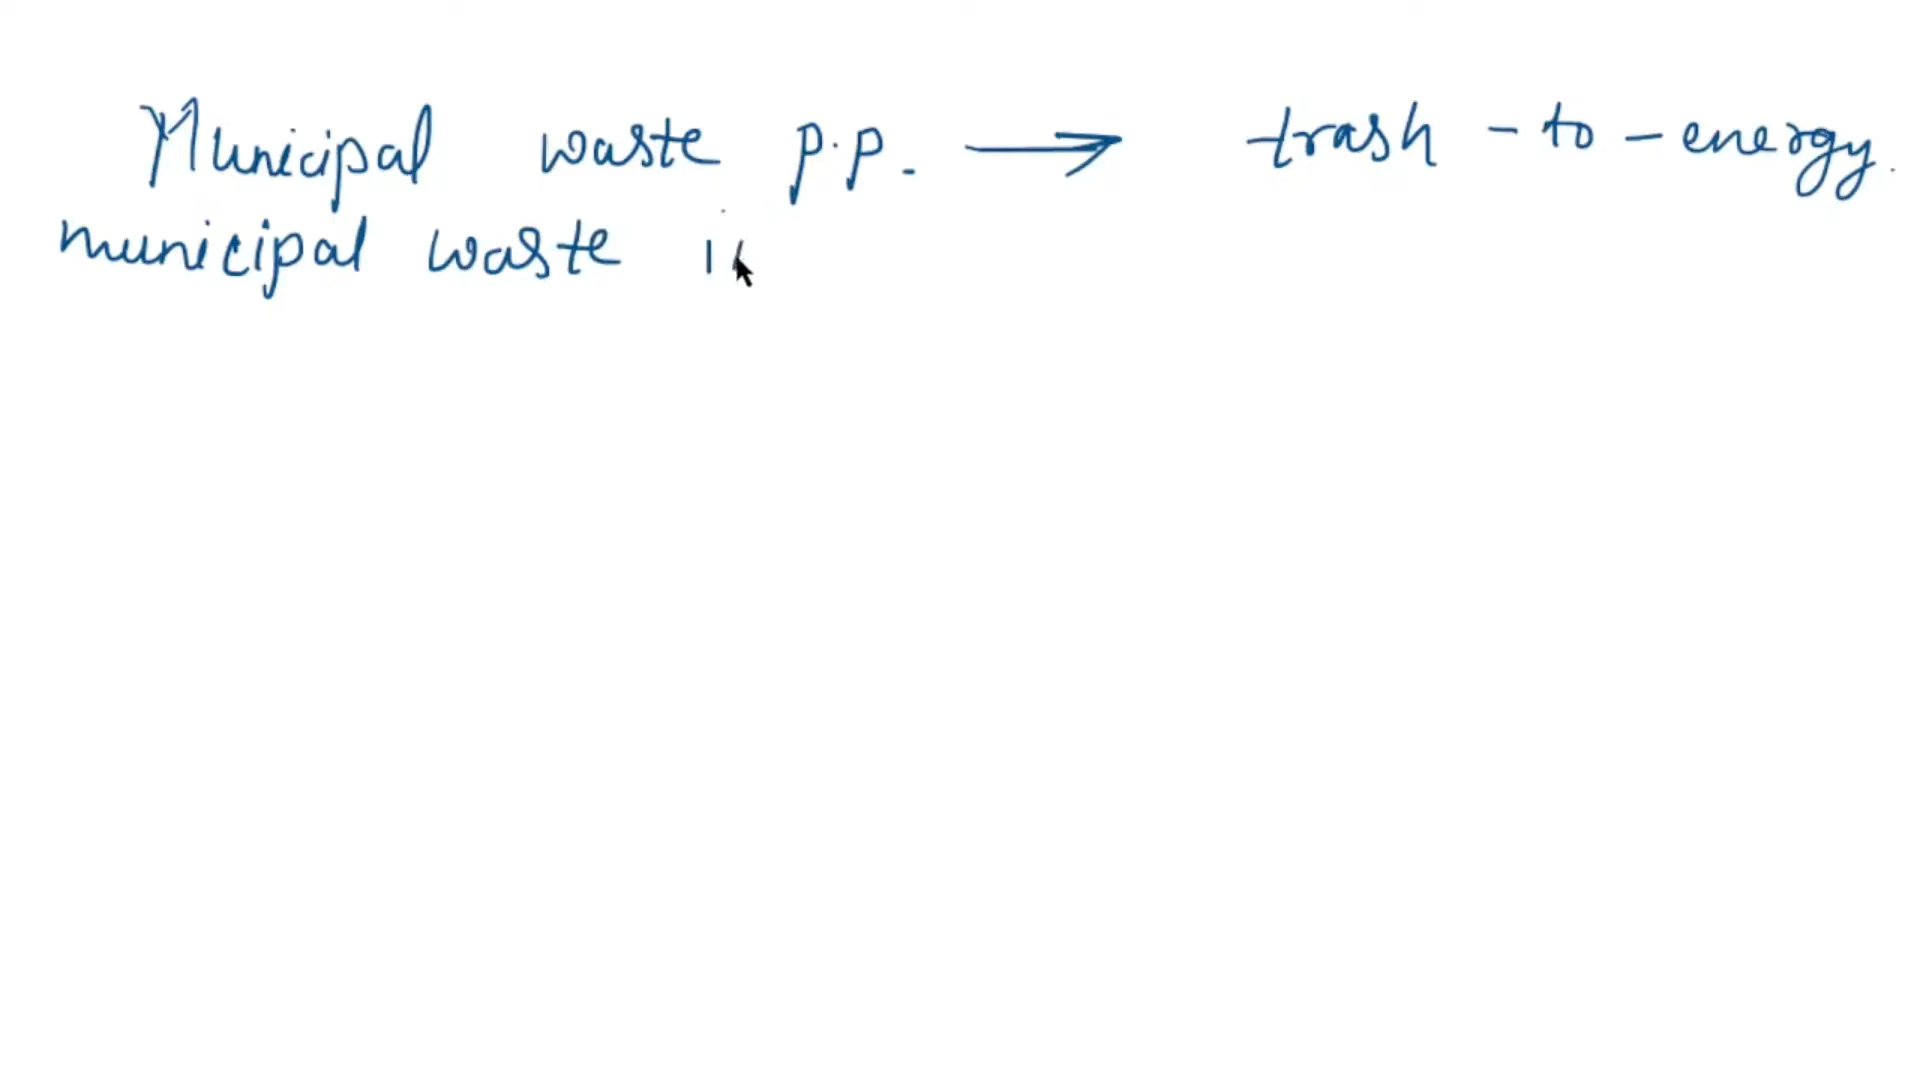 Municipal waste p.p. → trash - to - energy.
municipal waste